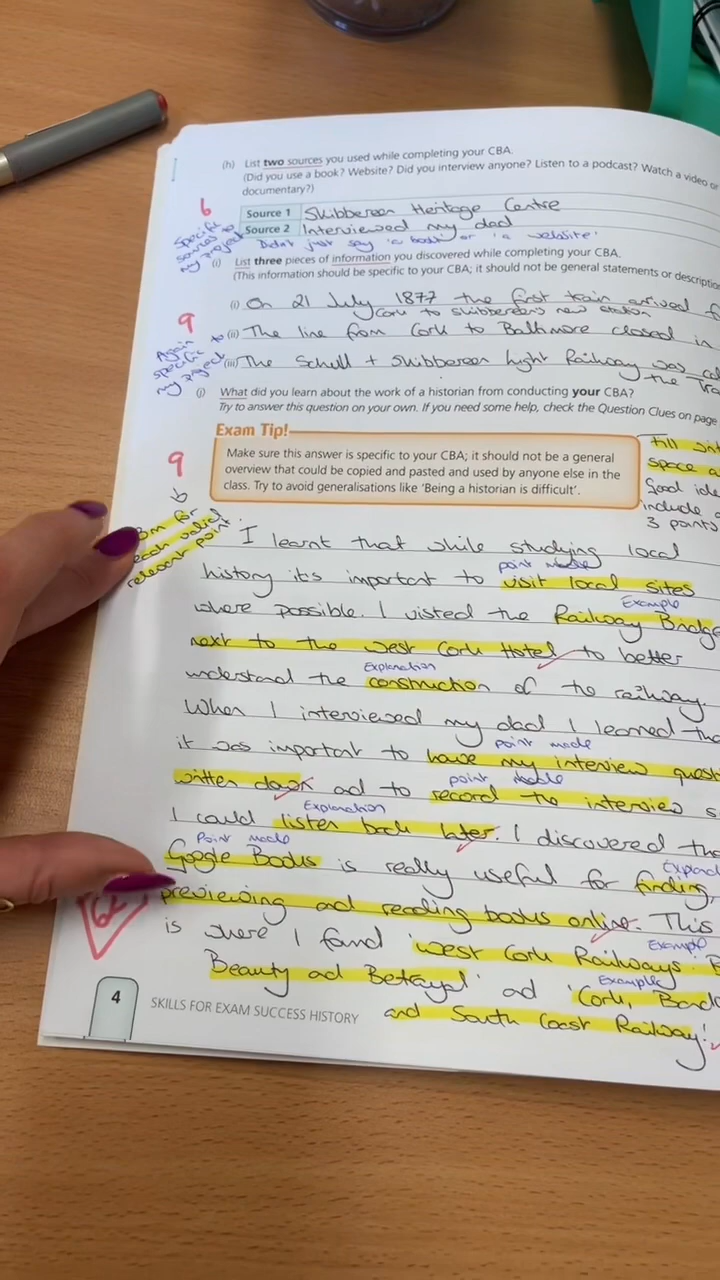 (h) List two sources you used while completing your CBA.
(Did you use a book? Website? Did you interview anyone? Listen to a podcast? Watch a video or
documentary?)
6
Specific sources to my project
Source 1 Skibbereen Heritage Centre
Source 2 Interviewed my dad
Didn't just say 'a book' or 'a website'
(i) List three pieces of information you discovered while completing your CBA.
(This information should be specific to your CBA; it should not be general statements or
(i) On 21 July 1877 the first train arrived
Cork to Skibbereen's new station
9
Again specific to my project
(ii) The line from Cork to Baltimore closed in
(iii) The Schull + Skibbereen Light Railway was
the
(j) What did you learn about the work of a historian from conducting your CBA?
Try to answer this question on your own. If you need some help, check the Question Clues on page
Exam Tip!
Make sure this answer is specific to your CBA; it should not be a general
overview that could be copied and pasted and used by anyone else in the
class. Try to avoid generalisations like 'Being a historian is difficult'.
Fill
space
Good
include
3 points
9
3m for each valid relevant point
I learnt that while studying local
point made
history it's important to visit local sites
Example
where possible. I visted the Railway
next to the West Cork Hotel to better
Explanation
understand the construction of the railway.
When I interviewed my dad I learned
point made
it was important to have my interview
point made
written down ad to record the interview
Explanation
I could listen back later. I discovered
Point made
Google Books is really useful for finding,
previewing and reading books online. This
Example
is where I found 'West Cork Railways
Example
Beauty ad Betrayal' ad 'Cork,
and South Coast Railway!
62
4
SKILLS FOR EXAM SUCCESS HISTORY